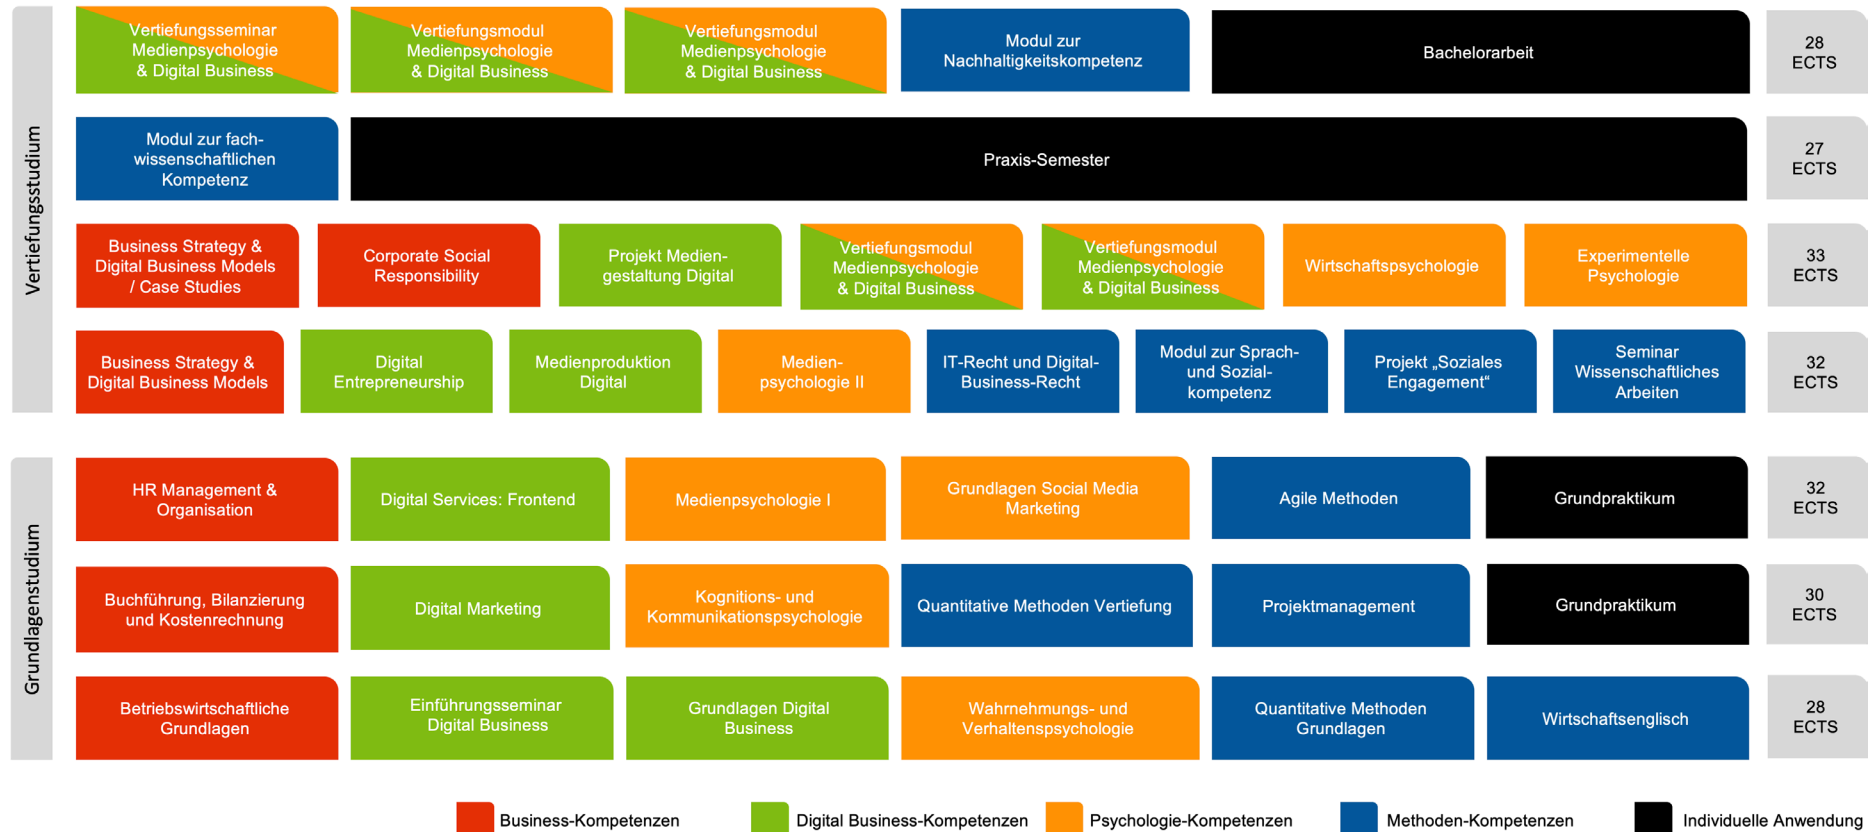 Vertiefungsstudium
Vertiefungsseminar
Medienpsychologie
& Digital Business
Vertiefungsmodul
Medienpsychologie
& Digital Business
Vertiefungsmodul
Medienpsychologie
& Digital Business
Modul zur
Nachhaltigkeitskompetenz
Bachelorarbeit
28
ECTS
Modul zur fach-
wissenschaftlichen
Kompetenz
Praxis-Semester
27
ECTS
Business Strategy &
Digital Business Models
/ Case Studies
Corporate Social
Responsibility
Projekt Medien-
gestaltung Digital
Vertiefungsmodul
Medienpsychologie
& Digital Business
Vertiefungsmodul
Medienpsychologie
& Digital Business
Wirtschaftspsychologie
Experimentelle
Psychologie
33
ECTS
Business Strategy &
Digital Business Models
Digital
Entrepreneurship
Medienproduktion
Digital
Medien-
psychologie II
IT-Recht und Digital-
Business-Recht
Modul zur Sprach-
und Sozial-
kompetenz
Projekt „Soziales
Engagement“
Seminar
Wissenschaftliches
Arbeiten
32
ECTS
Grundlagenstudium
HR Management &
Organisation
Digital Services: Frontend
Medienpsychologie I
Grundlagen Social Media
Marketing
Agile Methoden
Grundpraktikum
32
ECTS
Buchführung, Bilanzierung
und Kostenrechnung
Digital Marketing
Kognitions- und
Kommunikationspsychologie
Quantitative Methoden Vertiefung
Projektmanagement
Grundpraktikum
30
ECTS
Betriebswirtschaftliche
Grundlagen
Einführungsseminar
Digital Business
Grundlagen Digital
Business
Wahrnehmungs- und
Verhaltenspsychologie
Quantitative Methoden
Grundlagen
Wirtschaftsenglisch
28
ECTS
Business-Kompetenzen
Digital Business-Kompetenzen
Psychologie-Kompetenzen
Methoden-Kompetenzen
Individuelle Anwendung